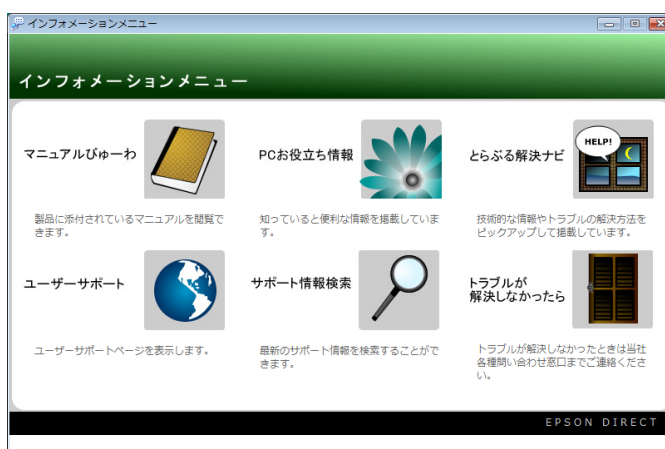 インフォメーションメニュー
インフォメーションメニュー
マニュアルびゅーわ
PCお役立ち情報
とらぶる解決ナビ
HELP!
製品に添付されているマニュアルを閲覧で
きます。
知っていると便利な情報を掲載していま
す。
技術的な情報やトラブルの解決方法を
ピックアップして掲載しています。
ユーザーサポート
サポート情報検索
トラブルが
解決しなかったら
ユーザーサポートページを表示します。
最新のサポート情報を検索することがで
きます。
トラブルが解決しなかったときは当社
各種問い合わせ窓口までご連絡くださ
い。
EPSON DIRECT